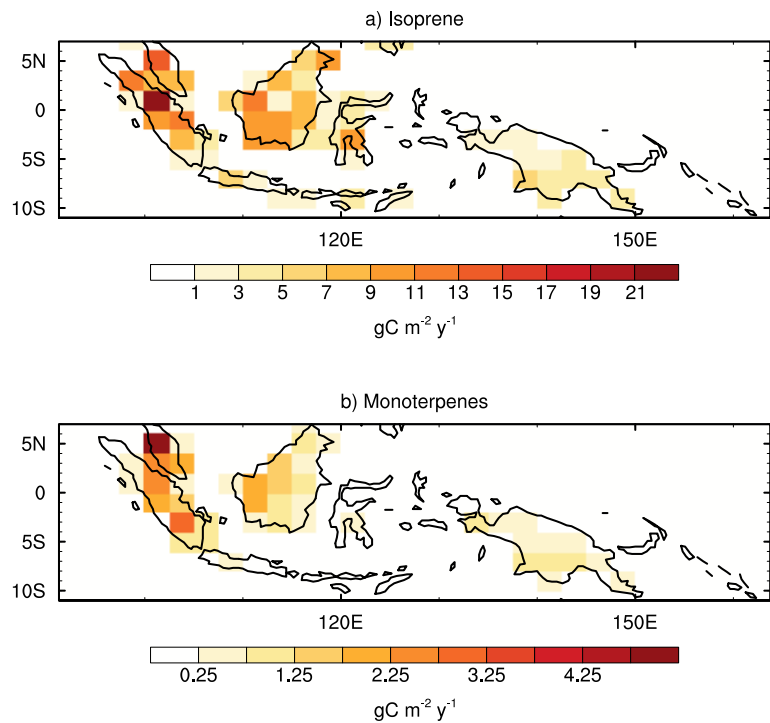 a) Isoprene
5N
0
5S
10S
120E 150E
1 3 5 7 9 11 13 15 17 19 21
gC m⁻² y⁻¹
b) Monoterpenes
5N
0
5S
10S
120E 150E
0.25 1.25 2.25 3.25 4.25
gC m⁻² y⁻¹